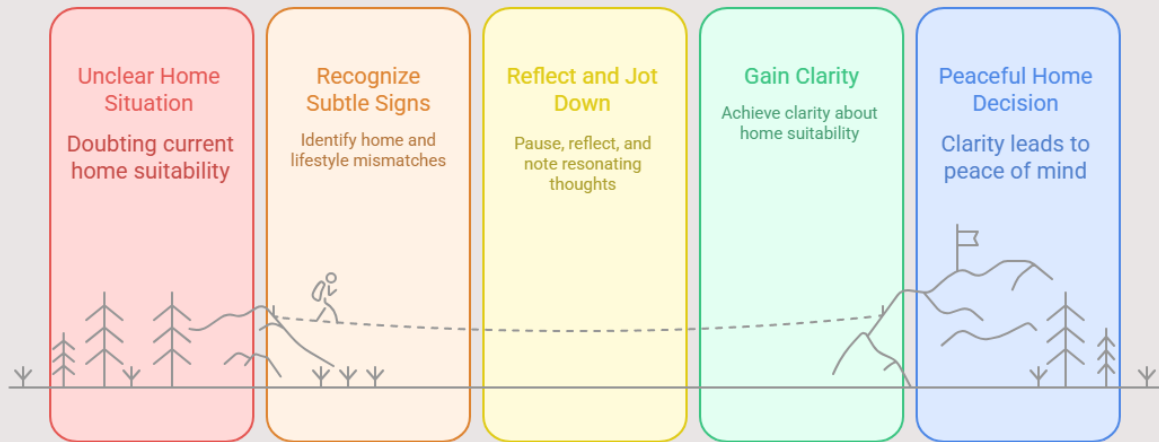 Unclear Home
Situation
Doubting current
home suitability
Recognize
Subtle Signs
Identify home and
lifestyle mismatches
Reflect and Jot
Down
Pause, reflect, and
note resonating
thoughts
Gain Clarity
Achieve clarity about
home suitability
Peaceful Home
Decision
Clarity leads to
peace of mind